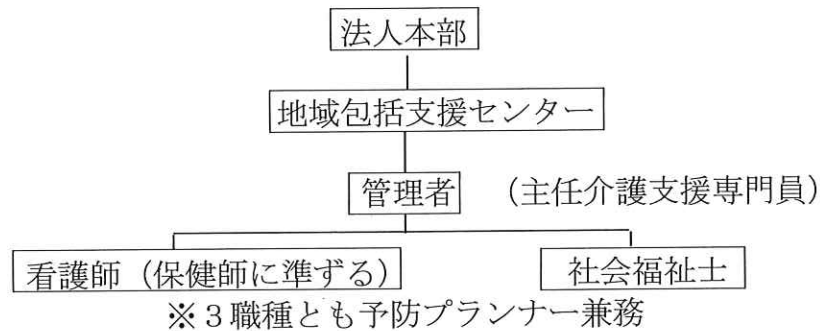 法人本部
地域包括支援センター
管理者 （主任介護支援専門員）
看護師（保健師に準ずる） 社会福祉士
※３職種とも予防プランナー兼務